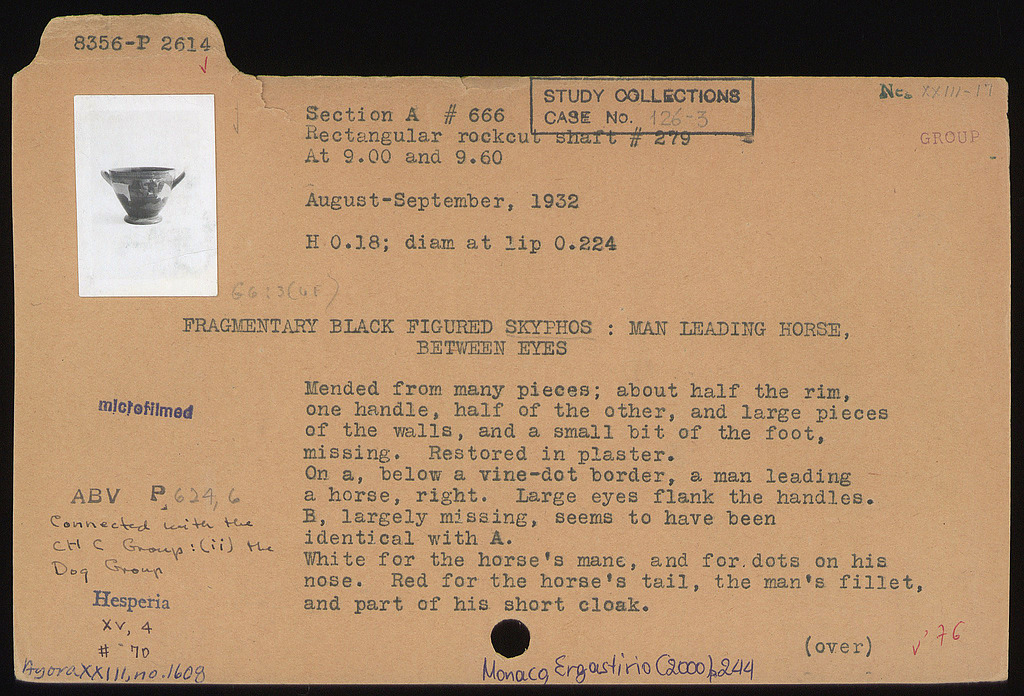 8356-P 2614
STUDY COLLECTIONS
CASE No. 126-3
No. XXIII-17
GROUP
Section A # 666
Rectangular rockcut shaft # 279
At 9.00 and 9.60
August-September, 1932
H 0.18; diam at lip 0.224
FRAGMENTARY BLACK FIGURED SKYPHOS : MAN LEADING HORSE,
BETWEEN EYES
microfilmed
Mended from many pieces; about half the rim,
one handle, half of the other, and large pieces
of the walls, and a small bit of the foot,
missing. Restored in plaster.
On a, below a vine-dot border, a man leading
a horse, right. Large eyes flank the handles.
B, largely missing, seems to have been
identical with A.
White for the horse's mane, and for.dots on his
nose. Red for the horse's tail, the man's fillet,
and part of his short cloak.
ABV P. 624, 6
Connected with the
CHC Group: (ii) the
Dog Group
Hesperia
XV, 4
# 70
Agora XXIII, no. 1608
Monaco, Ergastirio (2000) p. 244
(over)
✓ '76